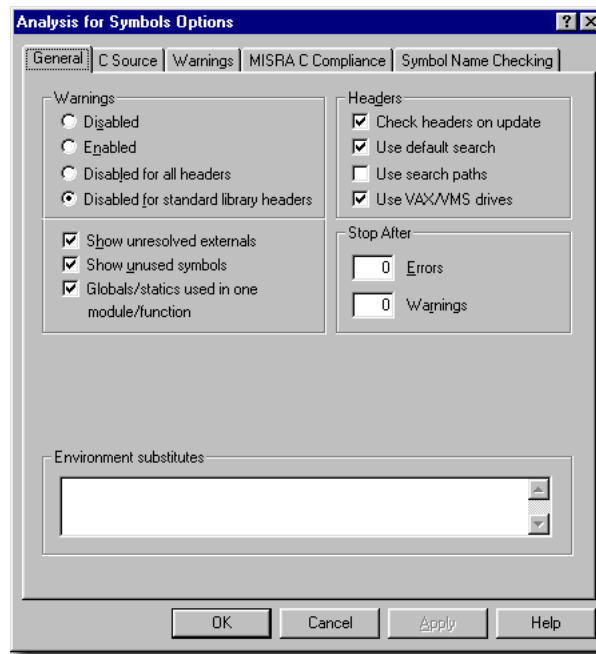 Analysis for Symbols Options
General C Source Warnings MISRA C Compliance Symbol Name Checking
Warnings
Disabled
Enabled
Disabled for all headers
Disabled for standard library headers
Show unresolved externals
Show unused symbols
Globals/statics used in one
module/function
Headers
Check headers on update
Use default search
Use search paths
Use VAX/VMS drives
Stop After
0 Errors
0 Warnings
Environment substitutes
OK Cancel Apply Help